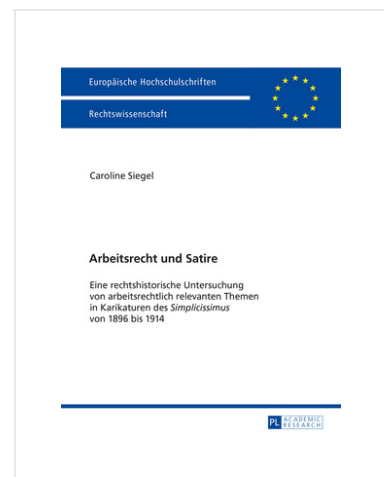 Europäische Hochschulschriften
Rechtswissenschaft
Caroline Siegel
Arbeitsrecht und Satire
Eine rechtshistorische Untersuchung
von arbeitsrechtlich relevanten Themen
in Karikaturen des Simplicissimus
von 1896 bis 1914
PL ACADEMIC
RESEARCH